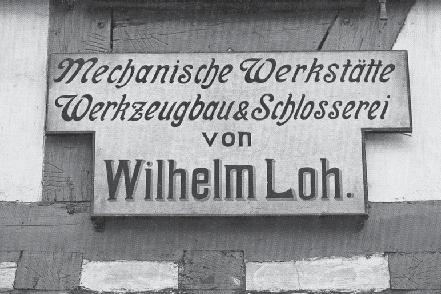 Mechanische Werkstätte
Werkzeugbau & Schlosserei
von
Wilhelm Loh.